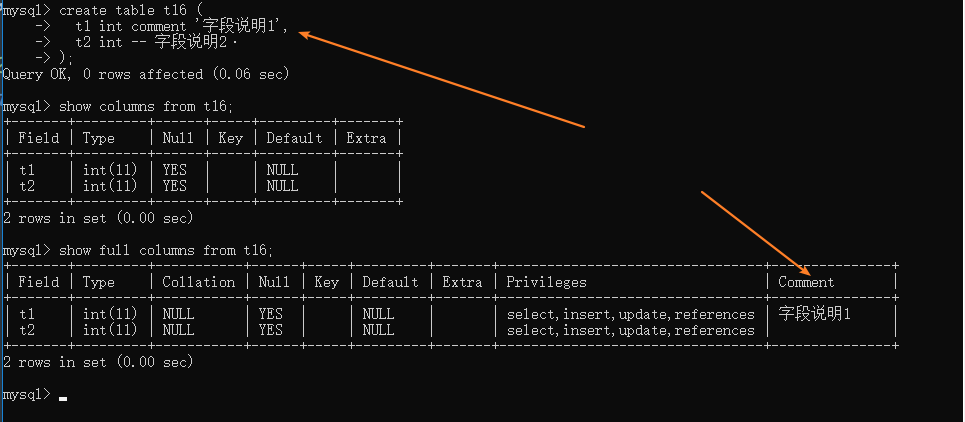 mysql> create table t16 (
    ->   t1 int comment '字段说明1',
    ->   t2 int -- 字段说明2·
    -> );
Query OK, 0 rows affected (0.06 sec)
mysql> show columns from t16;
+-------+---------+------+-----+---------+-------+
| Field | Type    | Null | Key | Default | Extra |
+-------+---------+------+-----+---------+-------+
| t1    | int(11) | YES  |     | NULL    |       |
| t2    | int(11) | YES  |     | NULL    |       |
+-------+---------+------+-----+---------+-------+
2 rows in set (0.00 sec)
mysql> show full columns from t16;
+-------+---------+-----------+------+-----+---------+-------+---------------------------------+---------------+
| Field | Type    | Collation | Null | Key | Default | Extra | Privileges                      | Comment       |
+-------+---------+-----------+------+-----+---------+-------+---------------------------------+---------------+
| t1    | int(11) | NULL      | YES  |     | NULL    |       | select,insert,update,references | 字段说明1     |
| t2    | int(11) | NULL      | YES  |     | NULL    |       | select,insert,update,references |               |
+-------+---------+-----------+------+-----+---------+-------+---------------------------------+---------------+
2 rows in set (0.00 sec)
mysql>